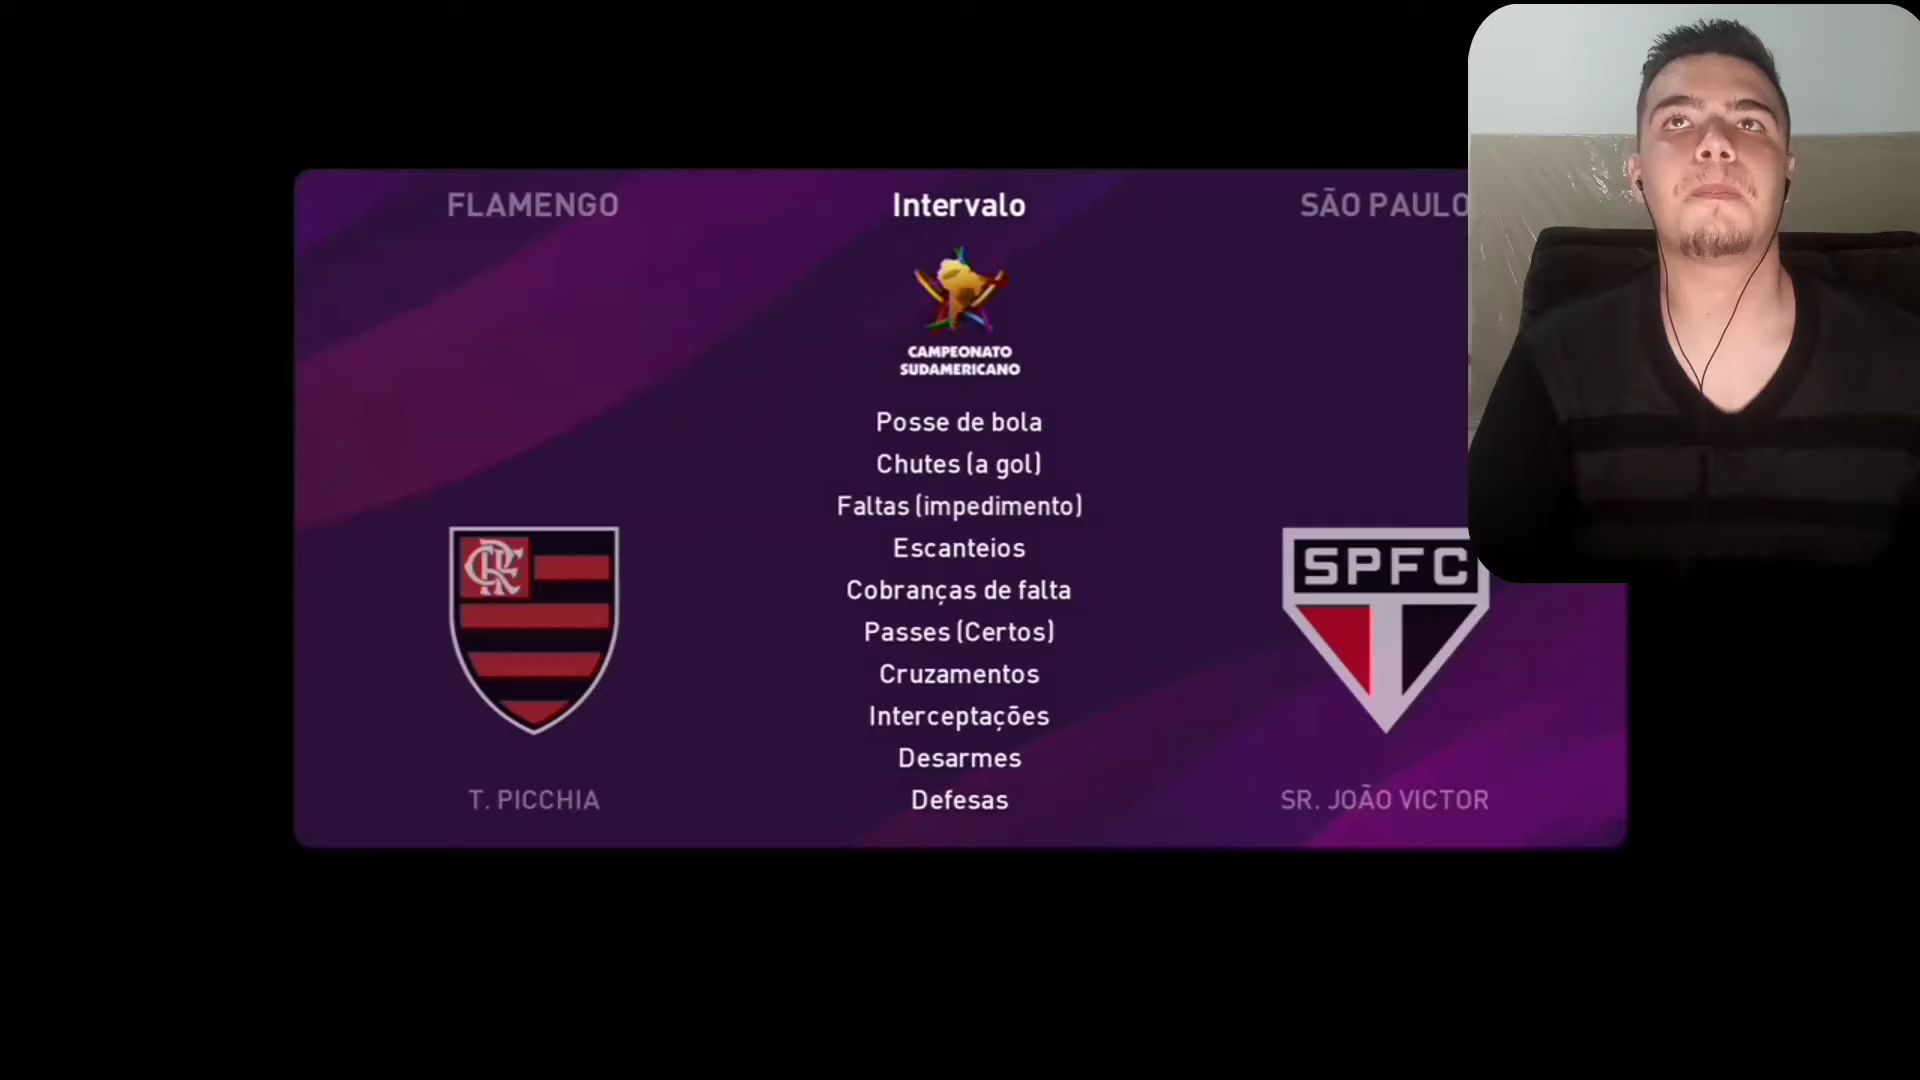 FLAMENGO
Intervalo
SÃO PAULO
CAMPEONATO
SUDAMERICANO
Posse de bola
Chutes (a gol)
Faltas (impedimento)
Escanteios
Cobranças de falta
Passes (Certos)
Cruzamentos
Interceptações
Desarmes
Defesas
CRF
SPFC
T. PICCHIA
SR. JOÃO VICTOR